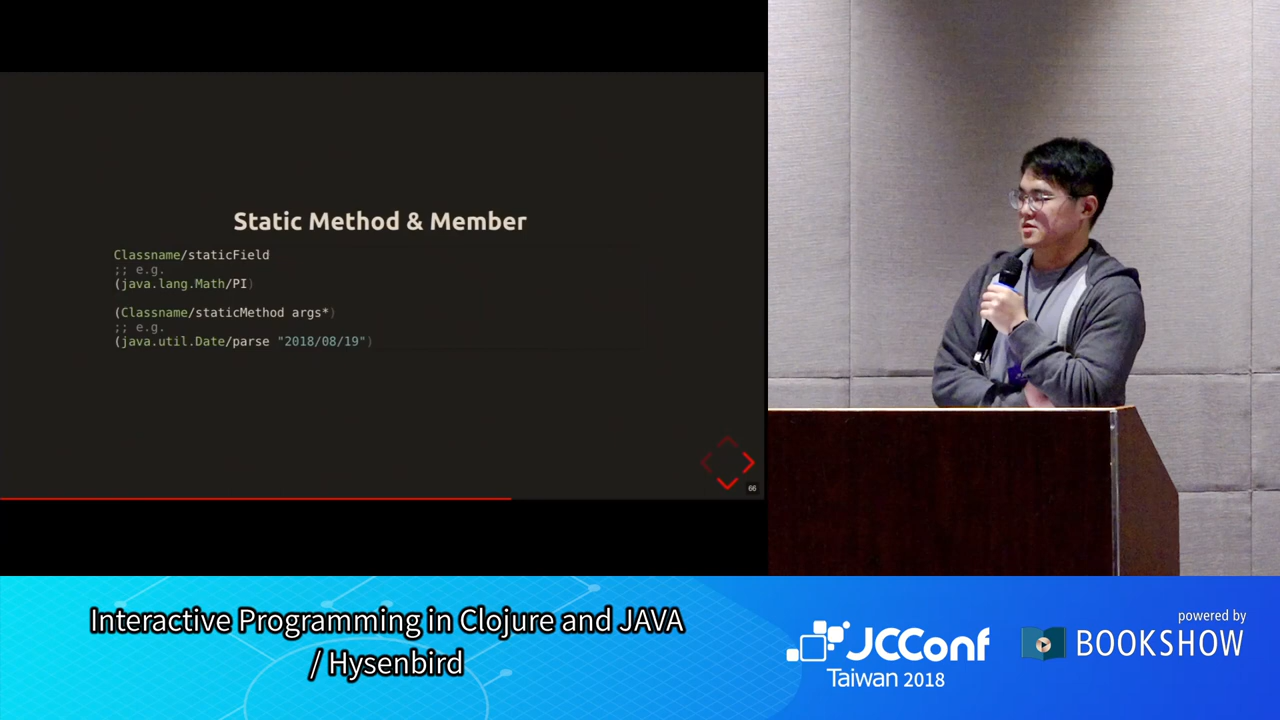 Static Method & Member
Classname/staticField
;; e.g.
(java.lang.Math/PI)
(Classname/staticMethod args*)
;; e.g.
(java.util.Date/parse "2018/08/19")
66
Interactive Programming in Clojure and JAVA
/ Hysenbird
JCConf
Taiwan 2018
powered by
BOOKSHOW